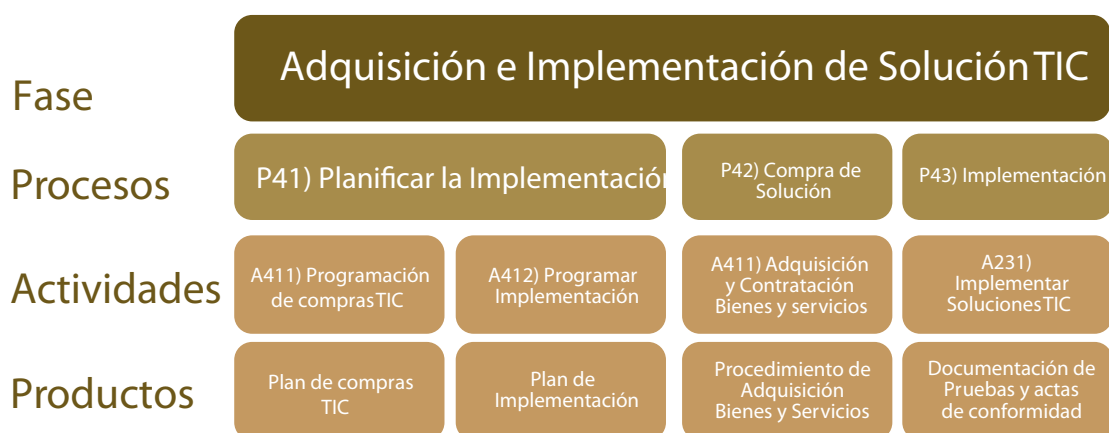 Fase
Adquisición e Implementación de Solución TIC
Procesos
P41) Planificar la Implementación
P42) Compra de
Solución
P43) Implementación
Actividades
A411) Programación
de compras TIC
A412) Programar
Implementación
A411) Adquisición
y Contratación
Bienes y servicios
A231)
Implementar
Soluciones TIC
Productos
Plan de compras
TIC
Plan de
Implementación
Procedimiento de
Adquisición
Bienes y Servicios
Documentación de
Pruebas y actas
de conformidad